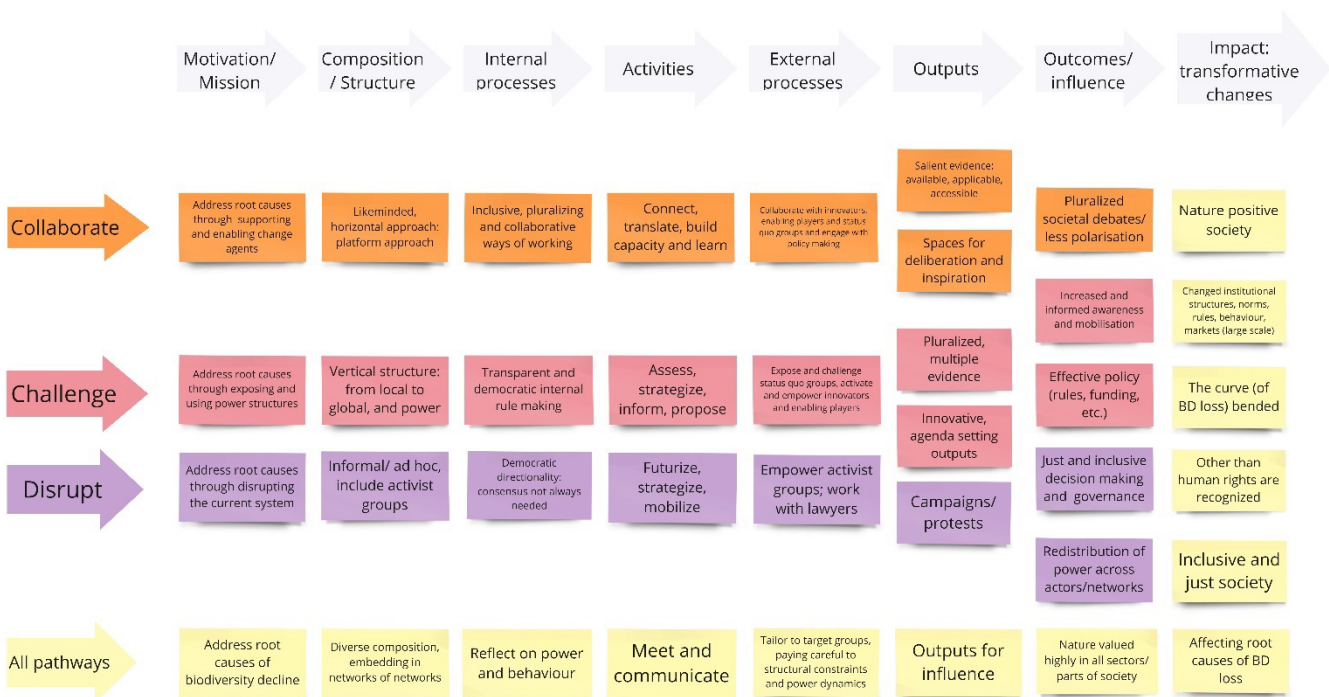 Motivation/
Mission
Composition
/ Structure
Internal
processes
Activities
External
processes
Outputs
Outcomes/
influence
Impact:
transformative
changes
Collaborate
Address root causes
through supporting
and enabling change
agents
Likeminded,
horizontal approach:
platform approach
Inclusive, pluralizing
and collaborative
ways of working
Connect,
translate, build
capacity and learn
Collaborate with innovators,
enabling players and status
quo groups and engage with
policy making
Salient evidence:
available, applicable,
accessible
Spaces for
deliberation and
inspiration
Pluralized
societal debates/
less polarisation
Nature positive
society
Increased and
informed awareness
and mobilisation
Changed institutional
structures, norms,
rules, behaviour,
markets (large scale)
Challenge
Address root causes
through exposing and
using power structures
Vertical structure:
from local to
global, and power
Transparent and
democratic internal
rule making
Assess,
strategize,
inform, propose
Expose and challenge
status quo groups, activate
and empower innovators
and enabling players
Pluralized,
multiple
evidence
Innovative,
agenda setting
outputs
Effective policy
(rules, funding,
etc.)
The curve (of
BD loss) bended
Disrupt
Address root causes
through disrupting
the current system
Informal/ ad hoc,
include activist
groups
Democratic
directionality:
consensus not always
needed
Futurize,
strategize,
mobilize
Empower activist
groups; work
with lawyers
Campaigns/
protests
Just and inclusive
decision making
and governance
Other than
human rights are
recognized
Redistribution of
power across
actors/networks
Inclusive and
just society
All pathways
Address root
causes of
biodiversity decline
Diverse composition,
embedding in
networks of networks
Reflect on power
and behaviour
Meet and
communicate
Tailor to target groups,
paying careful to
structural constraints
and power dynamics
Outputs for
influence
Nature valued
highly in all sectors/
parts of society
Affecting root
causes of BD
loss